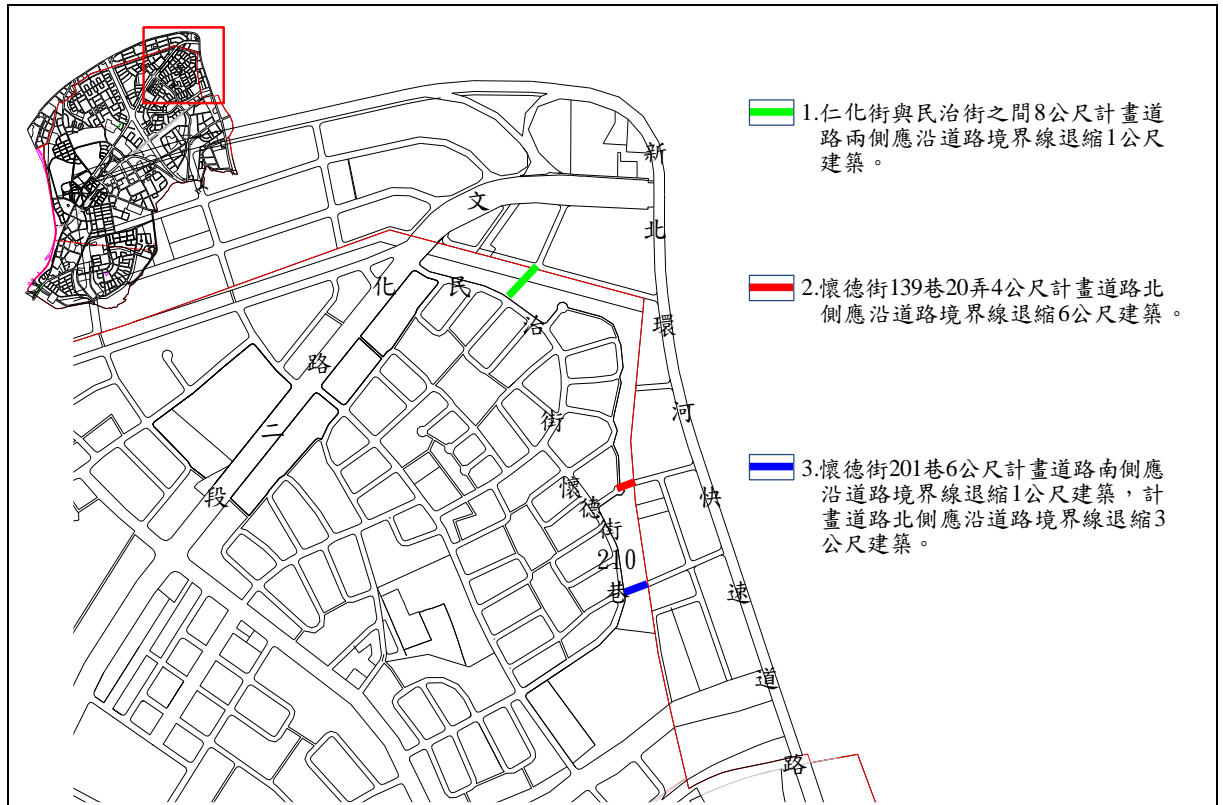 1.仁化街與民治街之間8公尺計畫道
路兩側應沿道路境界線退縮1公尺
建築。
2.懷德街139巷20弄4公尺計畫道路北
側應沿道路境界線退縮6公尺建築。
3.懷德街201巷6公尺計畫道路南側應
沿道路境界線退縮1公尺建築，計
畫道路北側應沿道路境界線退縮3
公尺建築。
文化路二段
民治街
懷德街210巷
新北環河快速道路